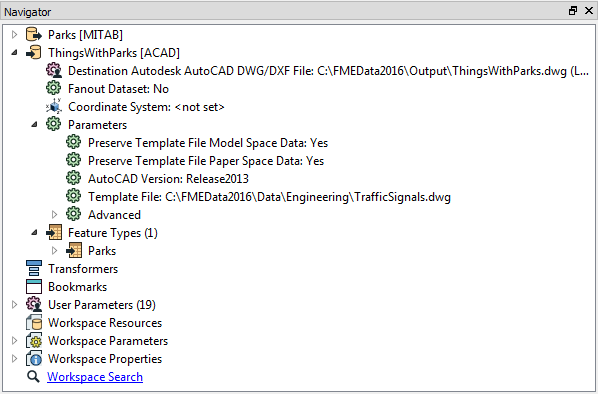 Navigator
Parks [MITAB]
ThingsWithParks [ACAD]
Destination Autodesk AutoCAD DWG/DXF File: C:\FMEData2016\Output\ThingsWithParks.dwg (L...
Fanout Dataset: No
Coordinate System: <not set>
Parameters
Preserve Template File Model Space Data: Yes
Preserve Template File Paper Space Data: Yes
AutoCAD Version: Release2013
Template File: C:\FMEData2016\Data\Engineering\TrafficSignals.dwg
Advanced
Feature Types (1)
Parks
Transformers
Bookmarks
User Parameters (19)
Workspace Resources
Workspace Parameters
Workspace Properties
Workspace Search